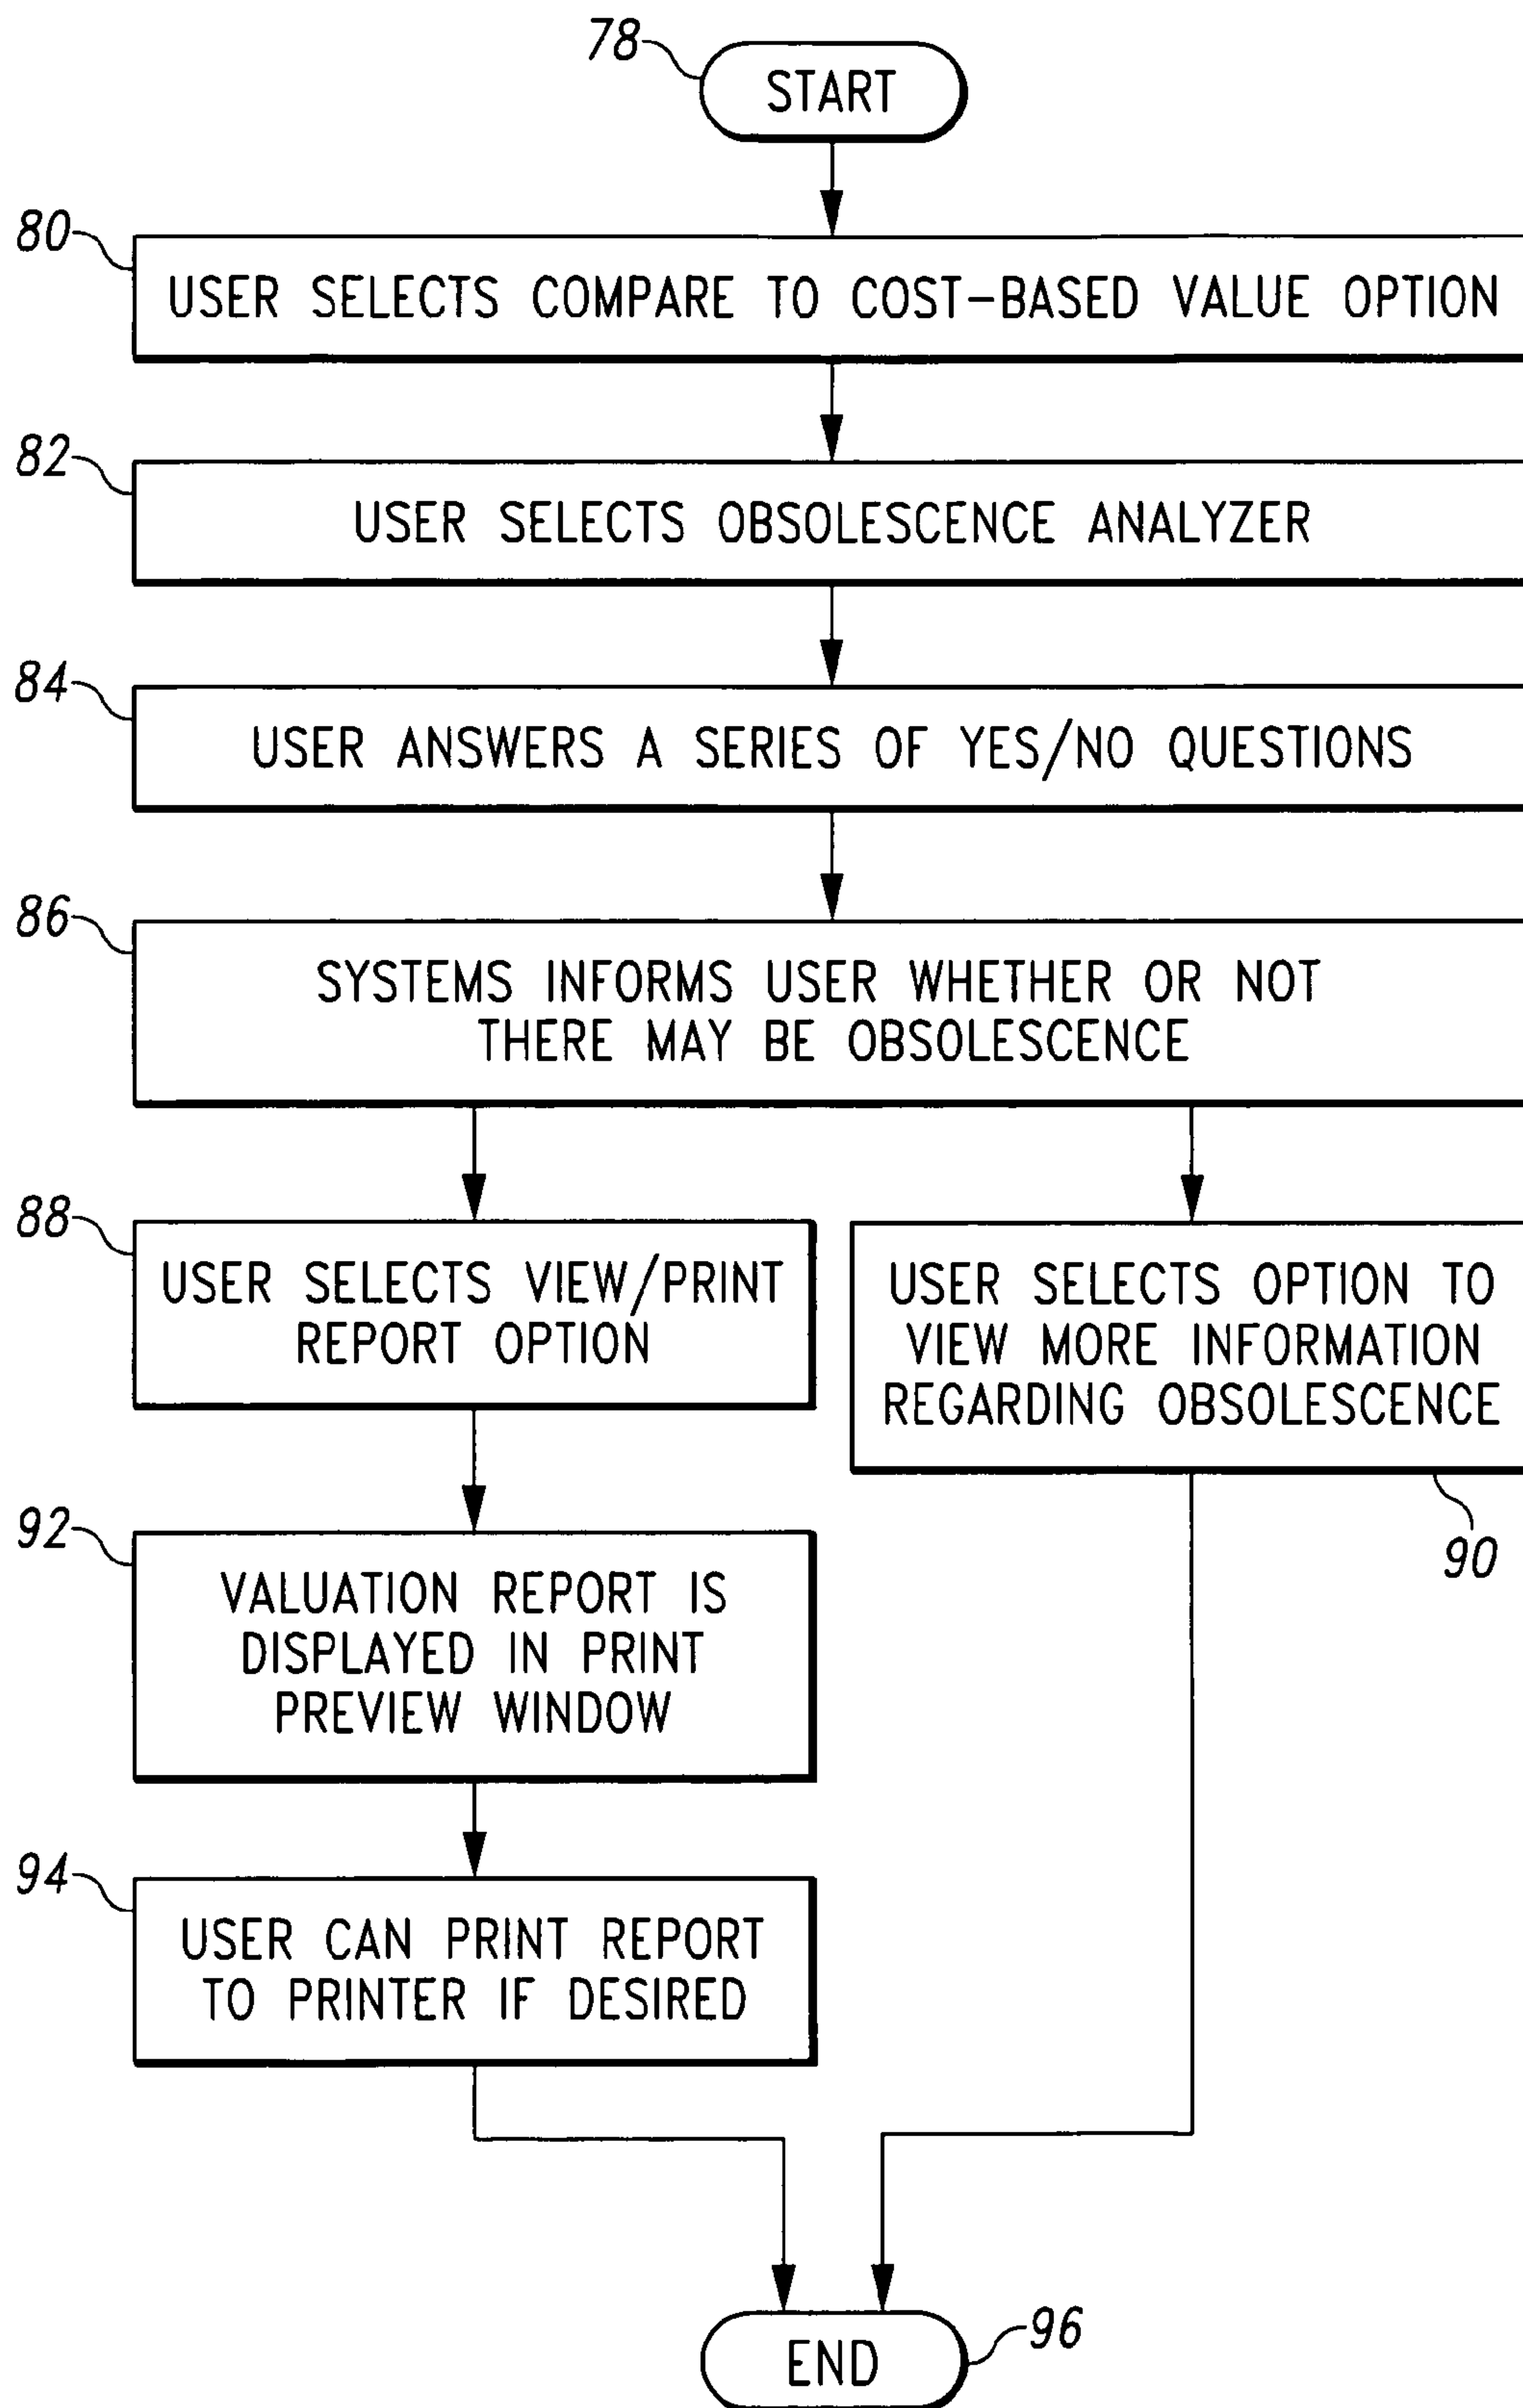 78
START
80
USER SELECTS COMPARE TO COST-BASED VALUE OPTION
82
USER SELECTS OBSOLESCENCE ANALYZER
84
USER ANSWERS A SERIES OF YES/NO QUESTIONS
86
SYSTEMS INFORMS USER WHETHER OR NOT
THERE MAY BE OBSOLESCENCE
88
USER SELECTS VIEW/PRINT
REPORT OPTION
USER SELECTS OPTION TO
VIEW MORE INFORMATION
REGARDING OBSOLESCENCE
90
92
VALUATION REPORT IS
DISPLAYED IN PRINT
PREVIEW WINDOW
94
USER CAN PRINT REPORT
TO PRINTER IF DESIRED
END
96